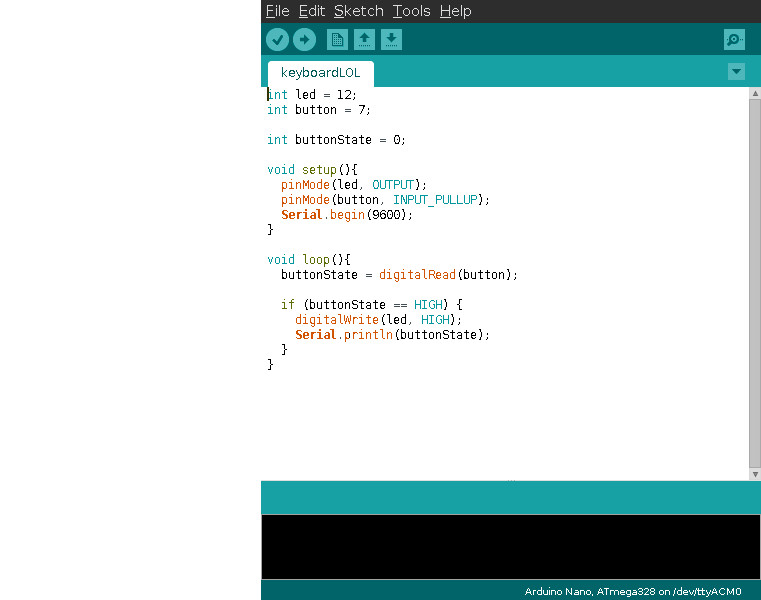 File Edit Sketch Tools Help
keyboardLOL
int led = 12;
int button = 7;
int buttonState = 0;
void setup(){
pinMode(led, OUTPUT);
pinMode(button, INPUT_PULLUP);
Serial.begin(9600);
}
void loop(){
buttonState = digitalRead(button);
if (buttonState == HIGH) {
digitalWrite(led, HIGH);
Serial.println(buttonState);
}
}
Arduino Nano, ATmega328 on /dev/ttyACM0